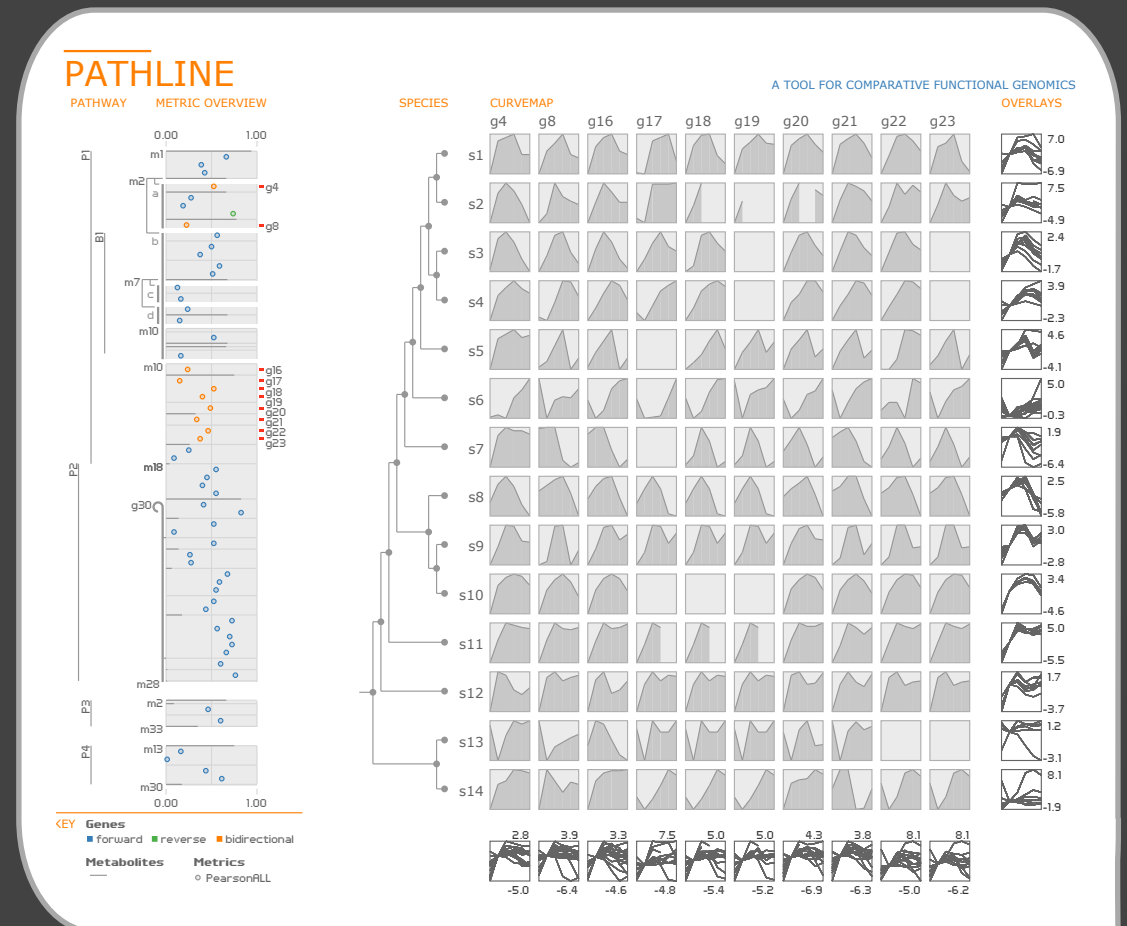 PATHLINE
A TOOL FOR COMPARATIVE FUNCTIONAL GENOMICS
PATHWAY METRIC OVERVIEW SPECIES CURVEMAP OVERLAYS
g4 g8 g16 g17 g18 g19 g20 g21 g22 g23
0.00 1.00
P1
m1
m2
L
a
g4
g8
B1
b
m7
L
c
d
m10
m10
g16
g17
g18
g19
g20
g21
g22
g23
P2
m18
g30
m28
P3
m2
m33
P4
m13
m30
0.00 1.00
s1 7.0
-6.9
s2 7.5
-4.9
s3 2.4
-1.7
s4 3.9
-2.3
s5 4.6
-4.1
s6 5.0
-0.3
s7 1.9
-6.4
s8 2.5
-5.8
s9 3.0
-2.8
s10 3.4
-4.6
s11 5.0
-5.5
s12 1.7
-3.7
s13 1.2
-3.1
s14 8.1
-1.9
2.8 3.9 3.3 7.5 5.0 5.0 4.3 3.8 8.1 8.1
-5.0 -6.4 -4.6 -4.8 -5.4 -5.2 -6.9 -6.3 -5.0 -6.2
KEY Genes
forward reverse bidirectional
Metabolites Metrics
PearsonALL